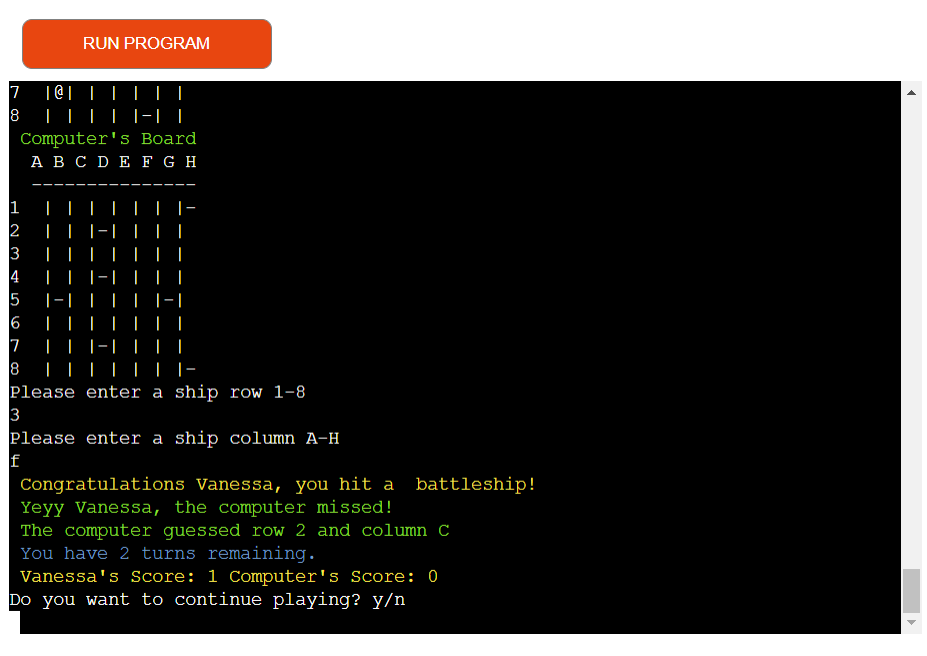 7  |@| | | | | |
8  | | | | |-| |
 Computer's Board
  A B C D E F G H
  ---------------
1  | | | | | | |-
2  | | |-| | | |
3  | | | | | | |
4  | | |-| | | |
5  |-| | | | |-|
6  | | | | | | |
7  | | |-| | | |
8  | | | | | | |-
Please enter a ship row 1-8
3
Please enter a ship column A-H
f
 Congratulations Vanessa, you hit a  battleship!
 Yeyy Vanessa, the computer missed!
 The computer guessed row 2 and column C
 You have 2 turns remaining.
 Vanessa's Score: 1 Computer's Score: 0
Do you want to continue playing? y/n
RUN PROGRAM